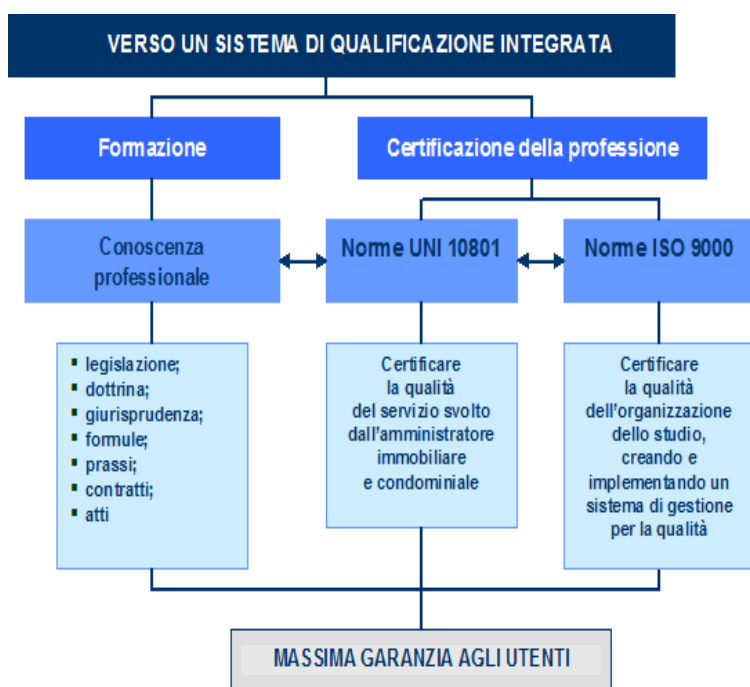 VERSO UN SISTEMA DI QUALIFICAZIONE INTEGRATA
Formazione
Certificazione della professione
Conoscenza
professionale
Norme UNI 10801
Norme ISO 9000
▪ legislazione;
▪ dottrina;
▪ giurisprudenza;
▪ formule;
▪ prassi;
▪ contratti;
▪ atti
Certificare
la qualità
del servizio svolto
dall'amministratore
immobiliare
e condominiale
Certificare
la qualità
dell'organizzazione
dello studio,
creando e
implementando un
sistema di gestione
per la qualità
MASSIMA GARANZIA AGLI UTENTI